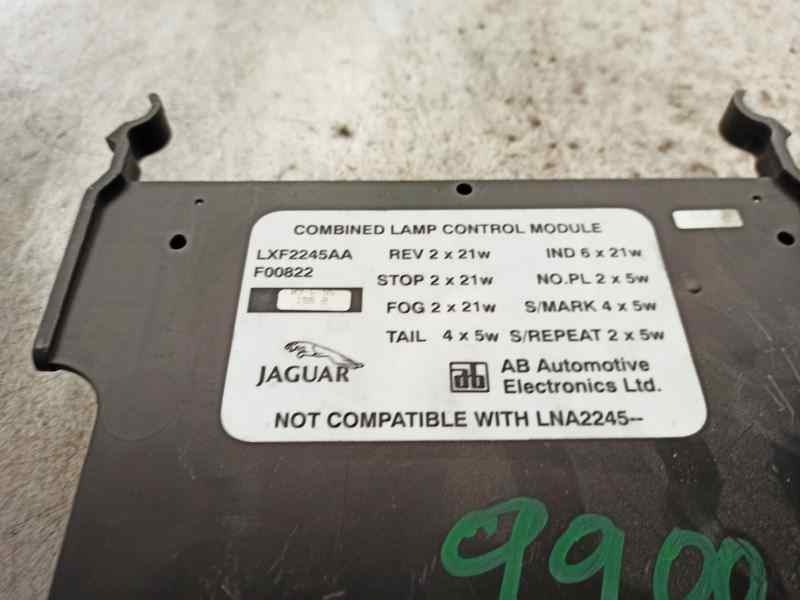 COMBINED LAMP CONTROL MODULE
LXF2245AA REV 2 x 21w IND 6 x 21w
F00822
STOP 2 x 21w NO.PL 2 x 5w
FOG 2 x 21w S/MARK 4 x 5w
TAIL 4 x 5w S/REPEAT 2 x 5w
JAGUAR
ab AB Automotive
Electronics Ltd.
NOT COMPATIBLE WITH LNA2245--
9900